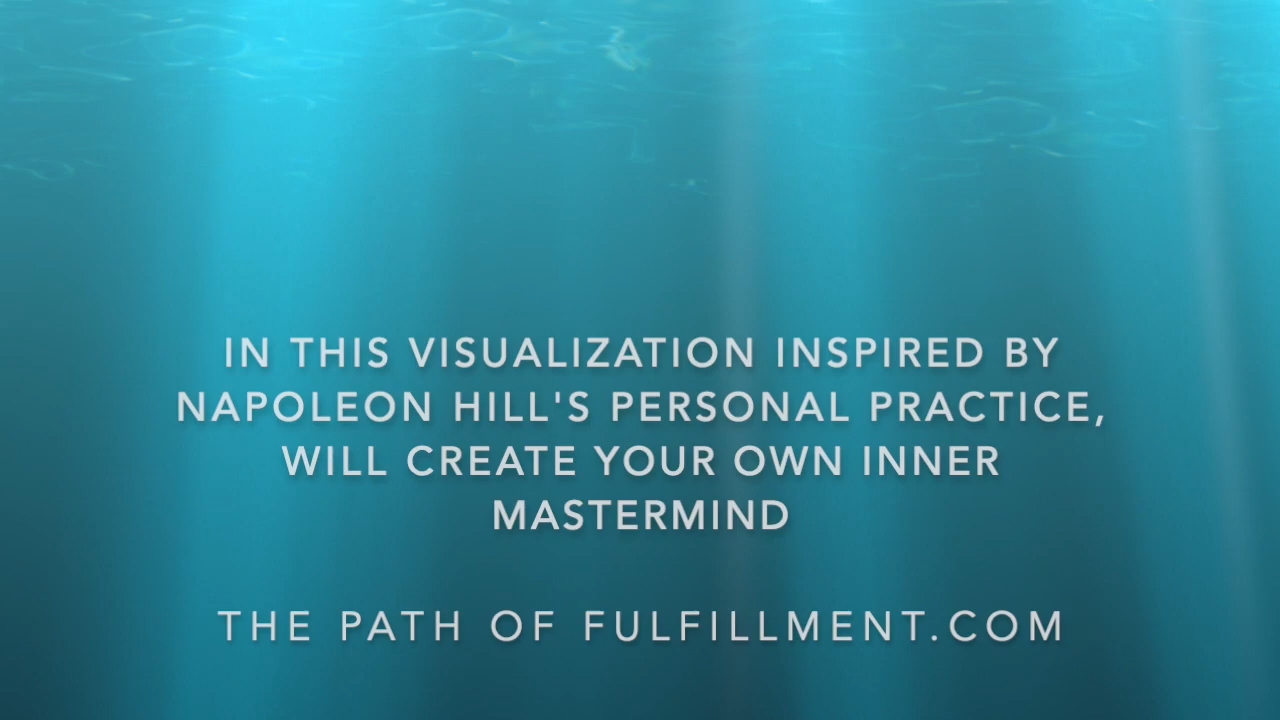 IN THIS VISUALIZATION INSPIRED BY
NAPOLEON HILL'S PERSONAL PRACTICE,
WILL CREATE YOUR OWN INNER
MASTERMIND
THE PATH OF FULFILLMENT.COM